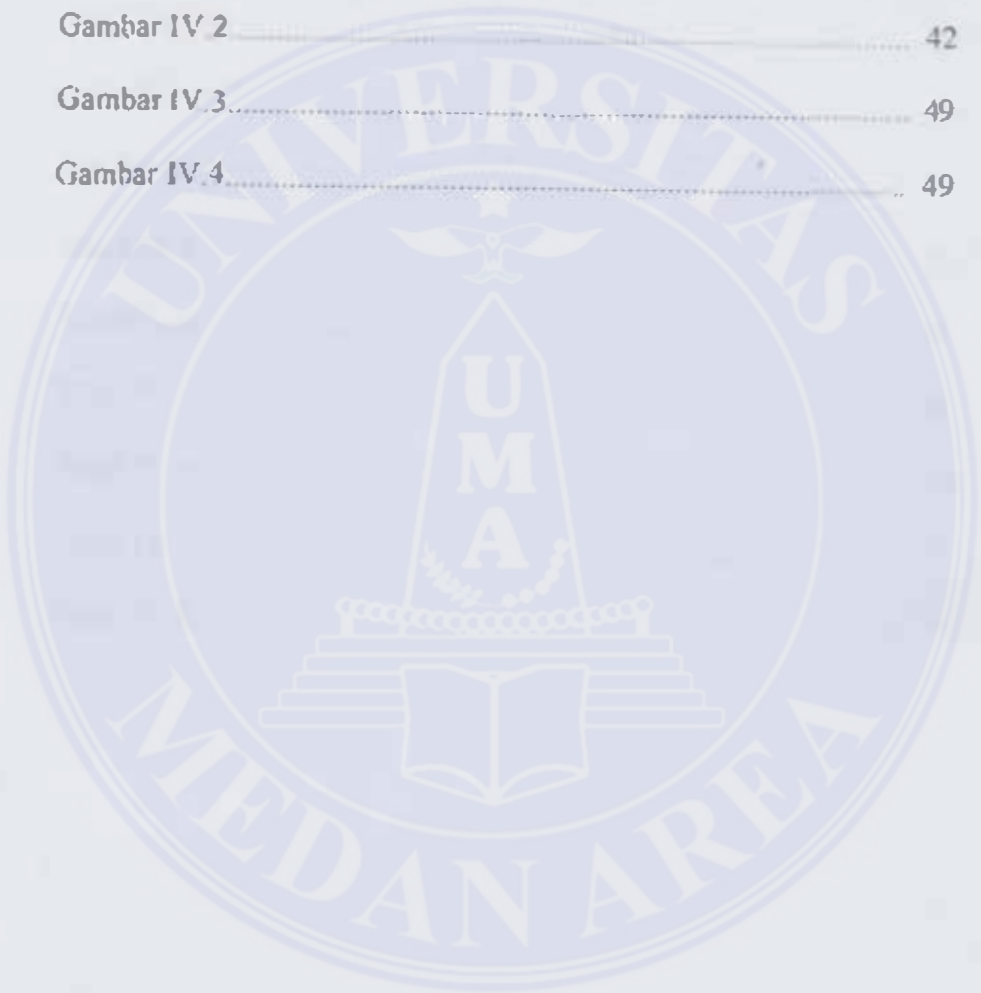 Gambar IV 2 ........ 42
Gambar IV.3 ........ 49
Gambar IV.4 ........ 49
UNIVERSITAS
U
M
A
MEDAN AREA